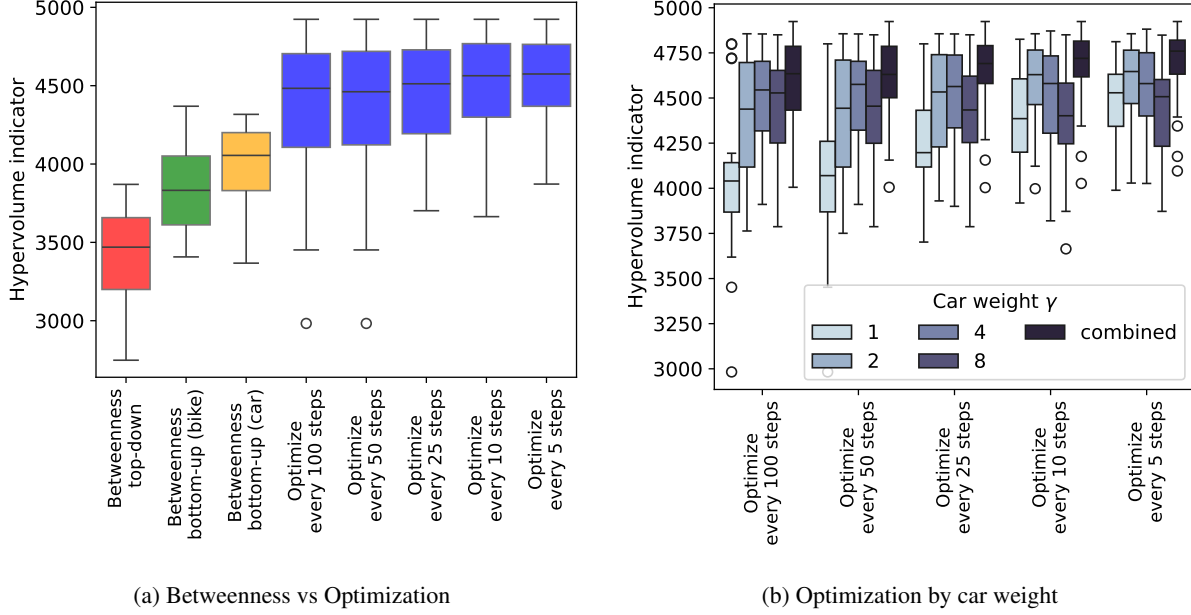 Hypervolume indicator
5000
4500
4000
3500
3000
Betweenness
top-down
Betweenness
bottom-up (bike)
Betweenness
bottom-up (car)
Optimize
every 100 steps
Optimize
every 50 steps
Optimize
every 25 steps
Optimize
every 10 steps
Optimize
every 5 steps
(a) Betweenness vs Optimization
Hypervolume indicator
5000
4750
4500
4250
4000
3750
3500
3250
3000
Car weight γ
1
2
4
8
combined
Optimize
every 100 steps
Optimize
every 50 steps
Optimize
every 25 steps
Optimize
every 10 steps
Optimize
every 5 steps
(b) Optimization by car weight